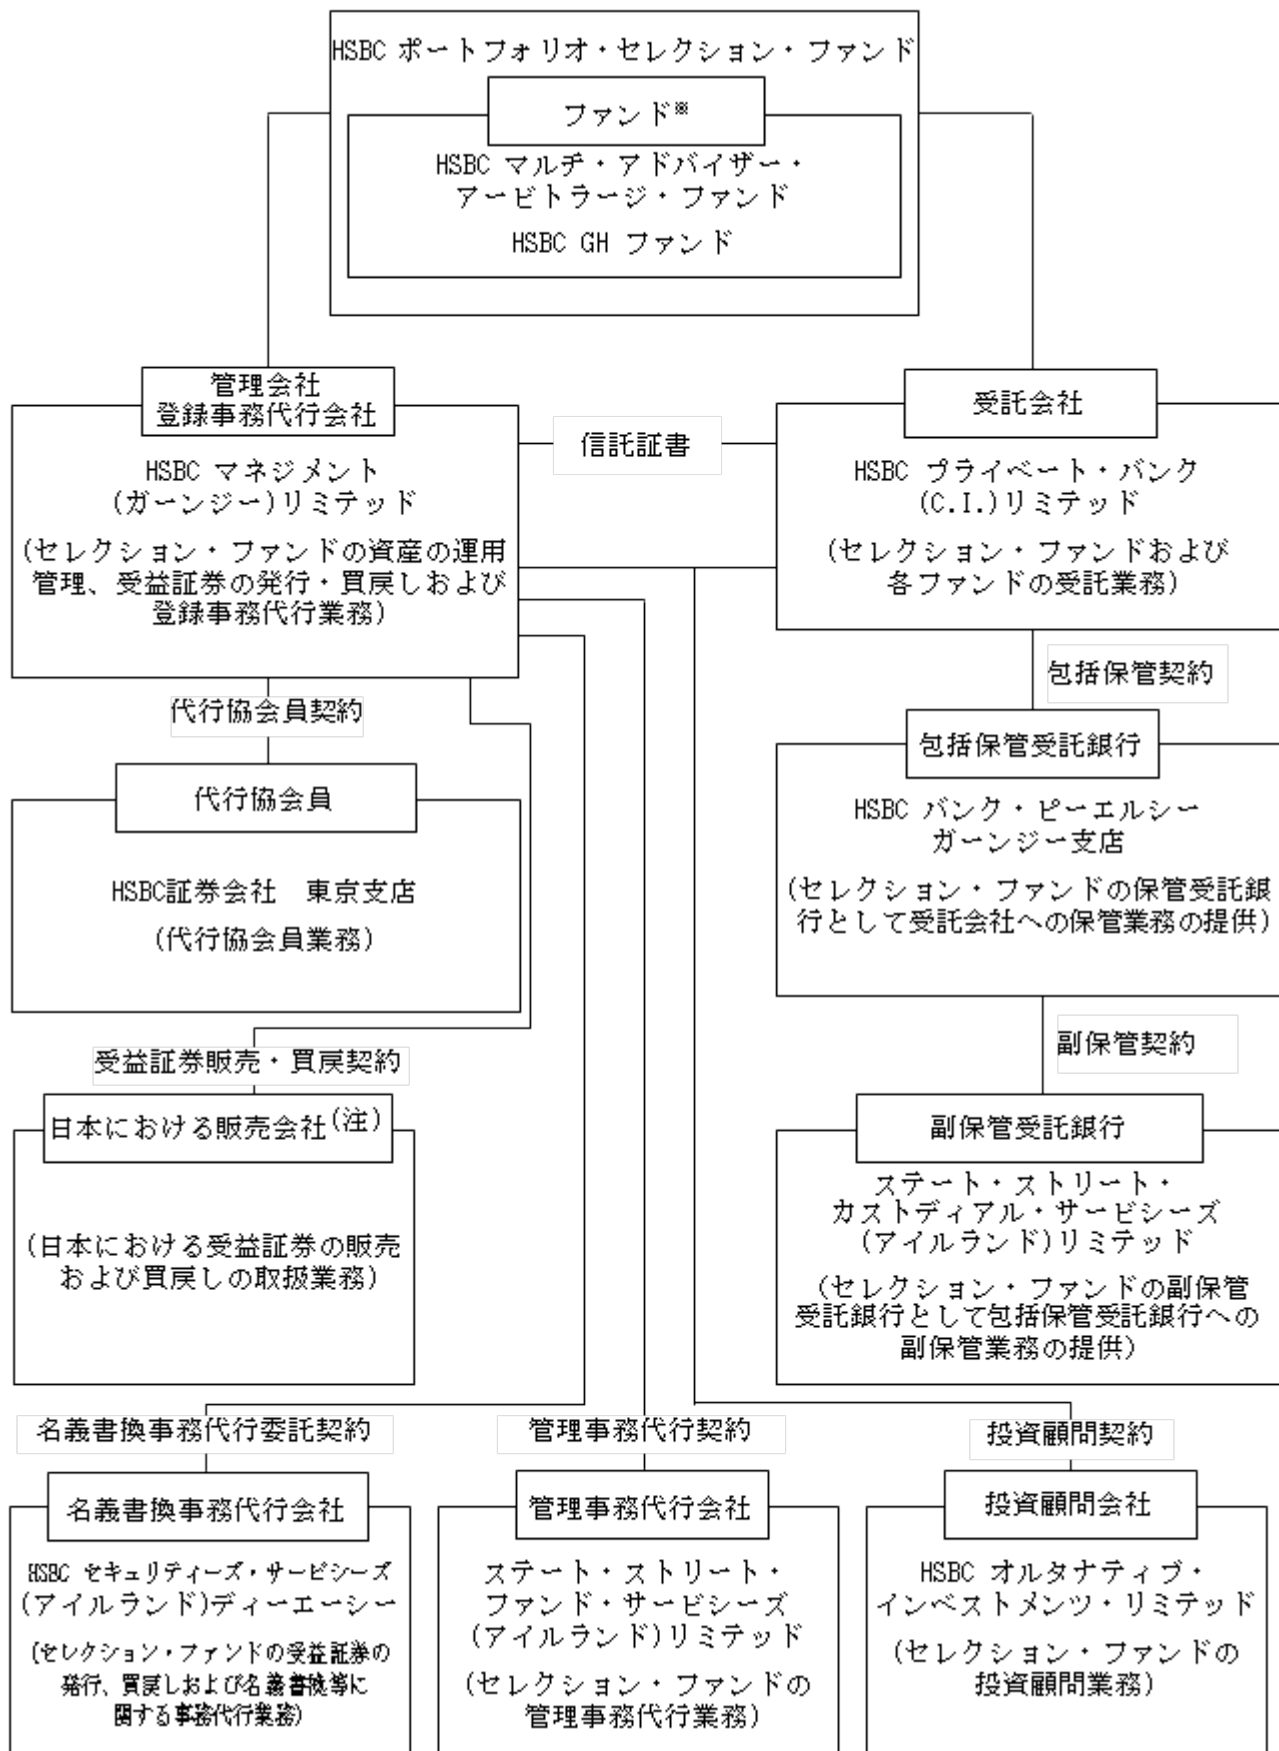 HSBC ポートフォリオ・セレクション・ファンド
ファンド※
HSBC マルチ・アドバイザー・
アービトラージ・ファンド
HSBC GH ファンド
管理会社
登録事務代行会社
HSBC マネジメント
(ガーンジー)リミテッド
(セレクション・ファンドの資産の運用
管理、受益証券の発行・買戻しおよび
登録事務代行業務)
信託証書
受託会社
HSBC プライベート・バンク
(C.I.)リミテッド
(セレクション・ファンドおよび
各ファンドの受託業務)
包括保管契約
代行協会員契約
包括保管受託銀行
HSBC バンク・ピーエルシー
ガーンジー支店
(セレクション・ファンドの保管受託銀
行として受託会社への保管業務の提供)
代行協会員
HSBC証券会社　東京支店
(代行協会員業務)
副保管契約
受益証券販売・買戻契約
日本における販売会社(注)
(日本における受益証券の販売
および買戻しの取扱業務)
副保管受託銀行
ステート・ストリート・
カストディアル・サービシーズ
(アイルランド)リミテッド
(セレクション・ファンドの副保管
受託銀行として包括保管受託銀行への
副保管業務の提供)
名義書換事務代行委託契約
名義書換事務代行会社
HSBC セキュリティーズ・サービシーズ
(アイルランド)ディーエーシー
(セレクション・ファンドの受益証券の
発行、買戻しおよび名義書換等に
関する事務代行業務)
管理事務代行契約
管理事務代行会社
ステート・ストリート・
ファンド・サービシーズ
(アイルランド)リミテッド
(セレクション・ファンドの
管理事務代行業務)
投資顧問契約
投資顧問会社
HSBC オルタナティブ・
インベストメンツ・リミテッド
(セレクション・ファンドの
投資顧問業務)